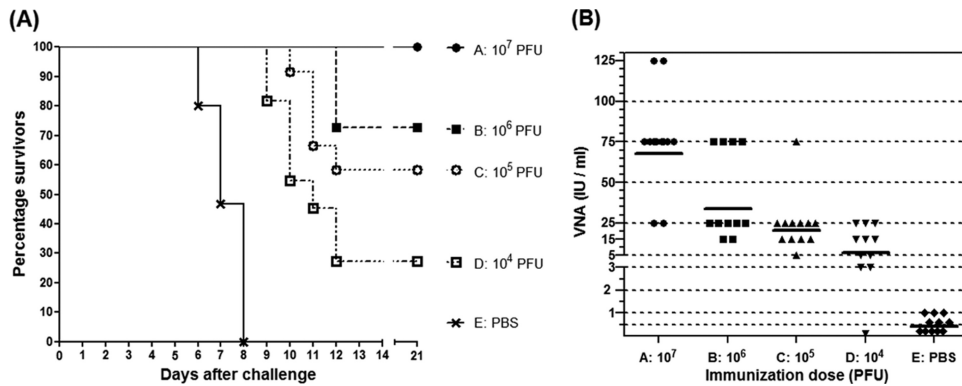 (A)
Percentage survivors
100
90
80
70
60
50
40
30
20
10
0
0 1 2 3 4 5 6 7 8 9 10 11 12 13 14 21
Days after challenge
A: 10⁷ PFU
B: 10⁶ PFU
C: 10⁵ PFU
D: 10⁴ PFU
E: PBS
(B)
VNA (IU / ml)
125
100
75
50
25
15
5
3
2
1
0
A: 10⁷ B: 10⁶ C: 10⁵ D: 10⁴ E: PBS
Immunization dose (PFU)